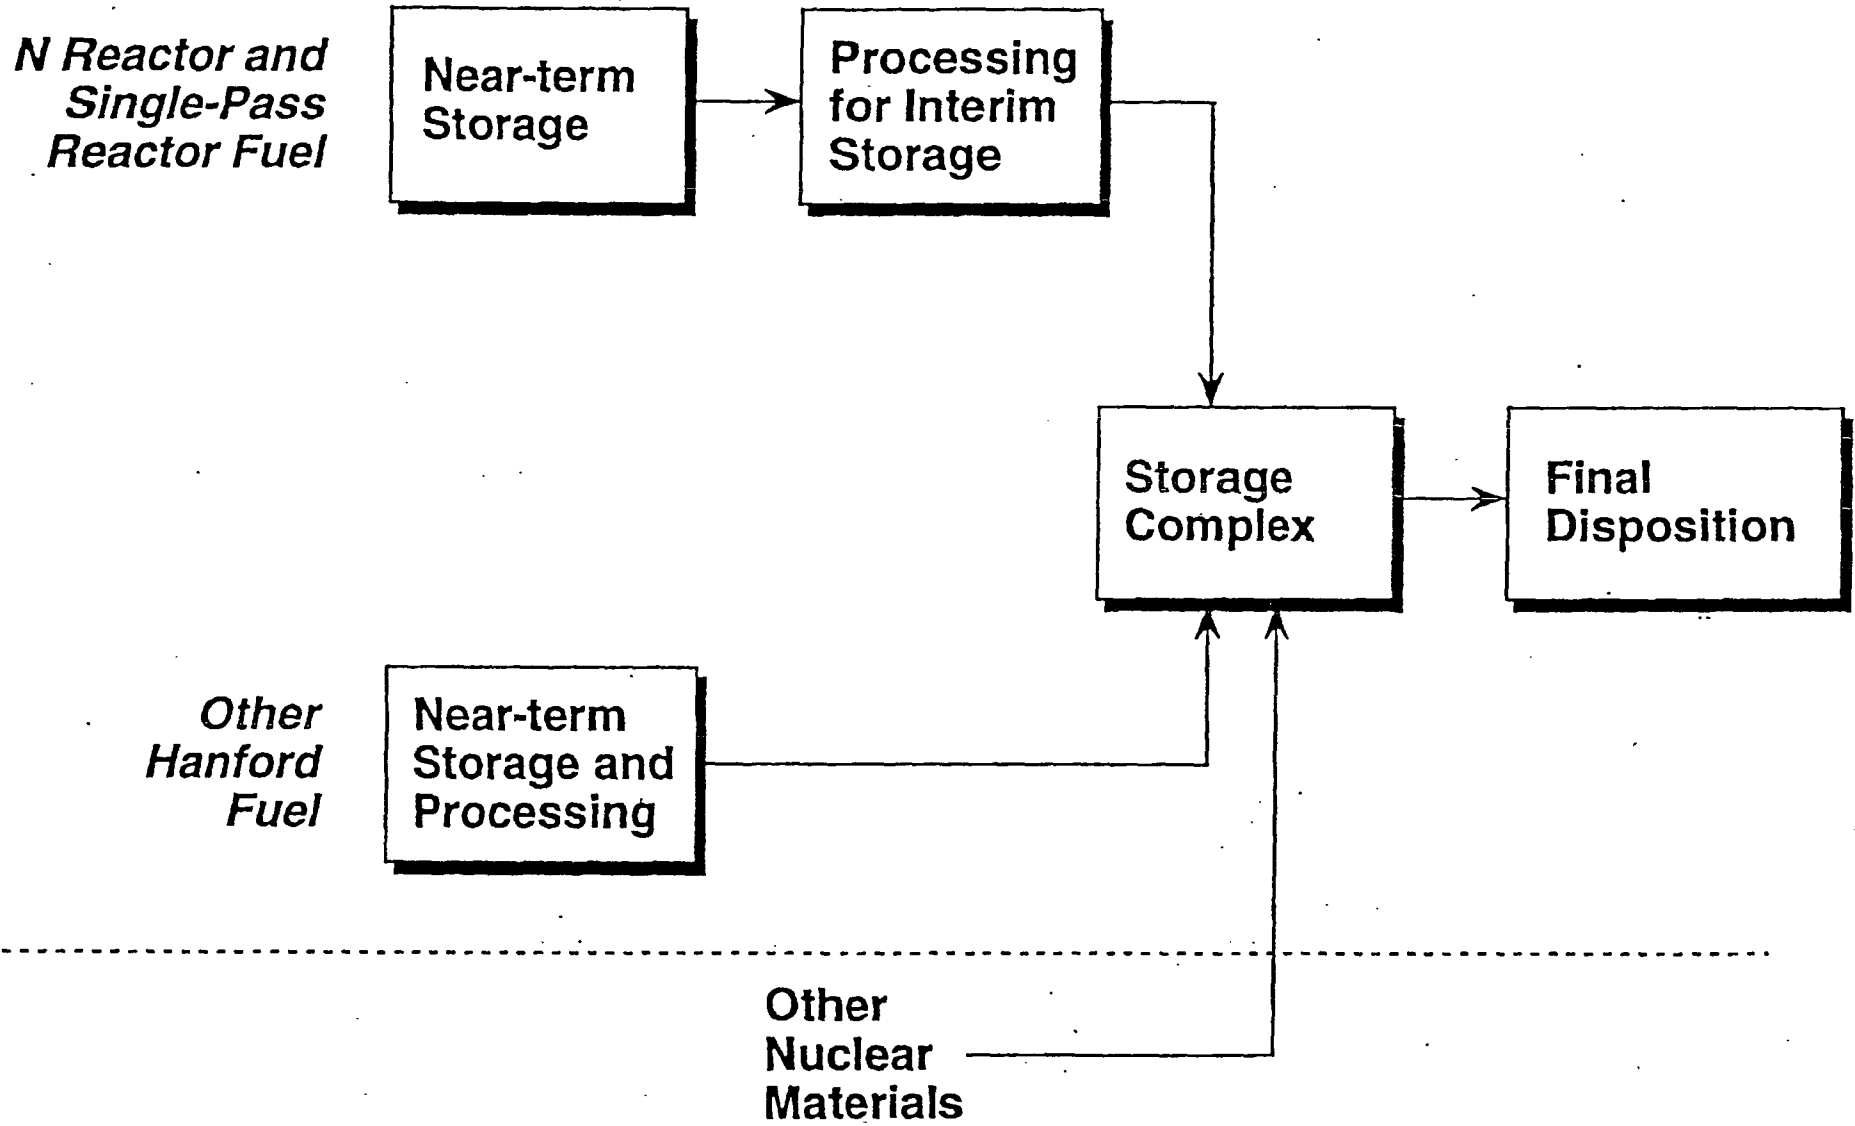 N Reactor and
Single-Pass
Reactor Fuel
Near-term
Storage
Processing
for Interim
Storage
Storage
Complex
Final
Disposition
Other
Hanford
Fuel
Near-term
Storage and
Processing
Other
Nuclear
Materials